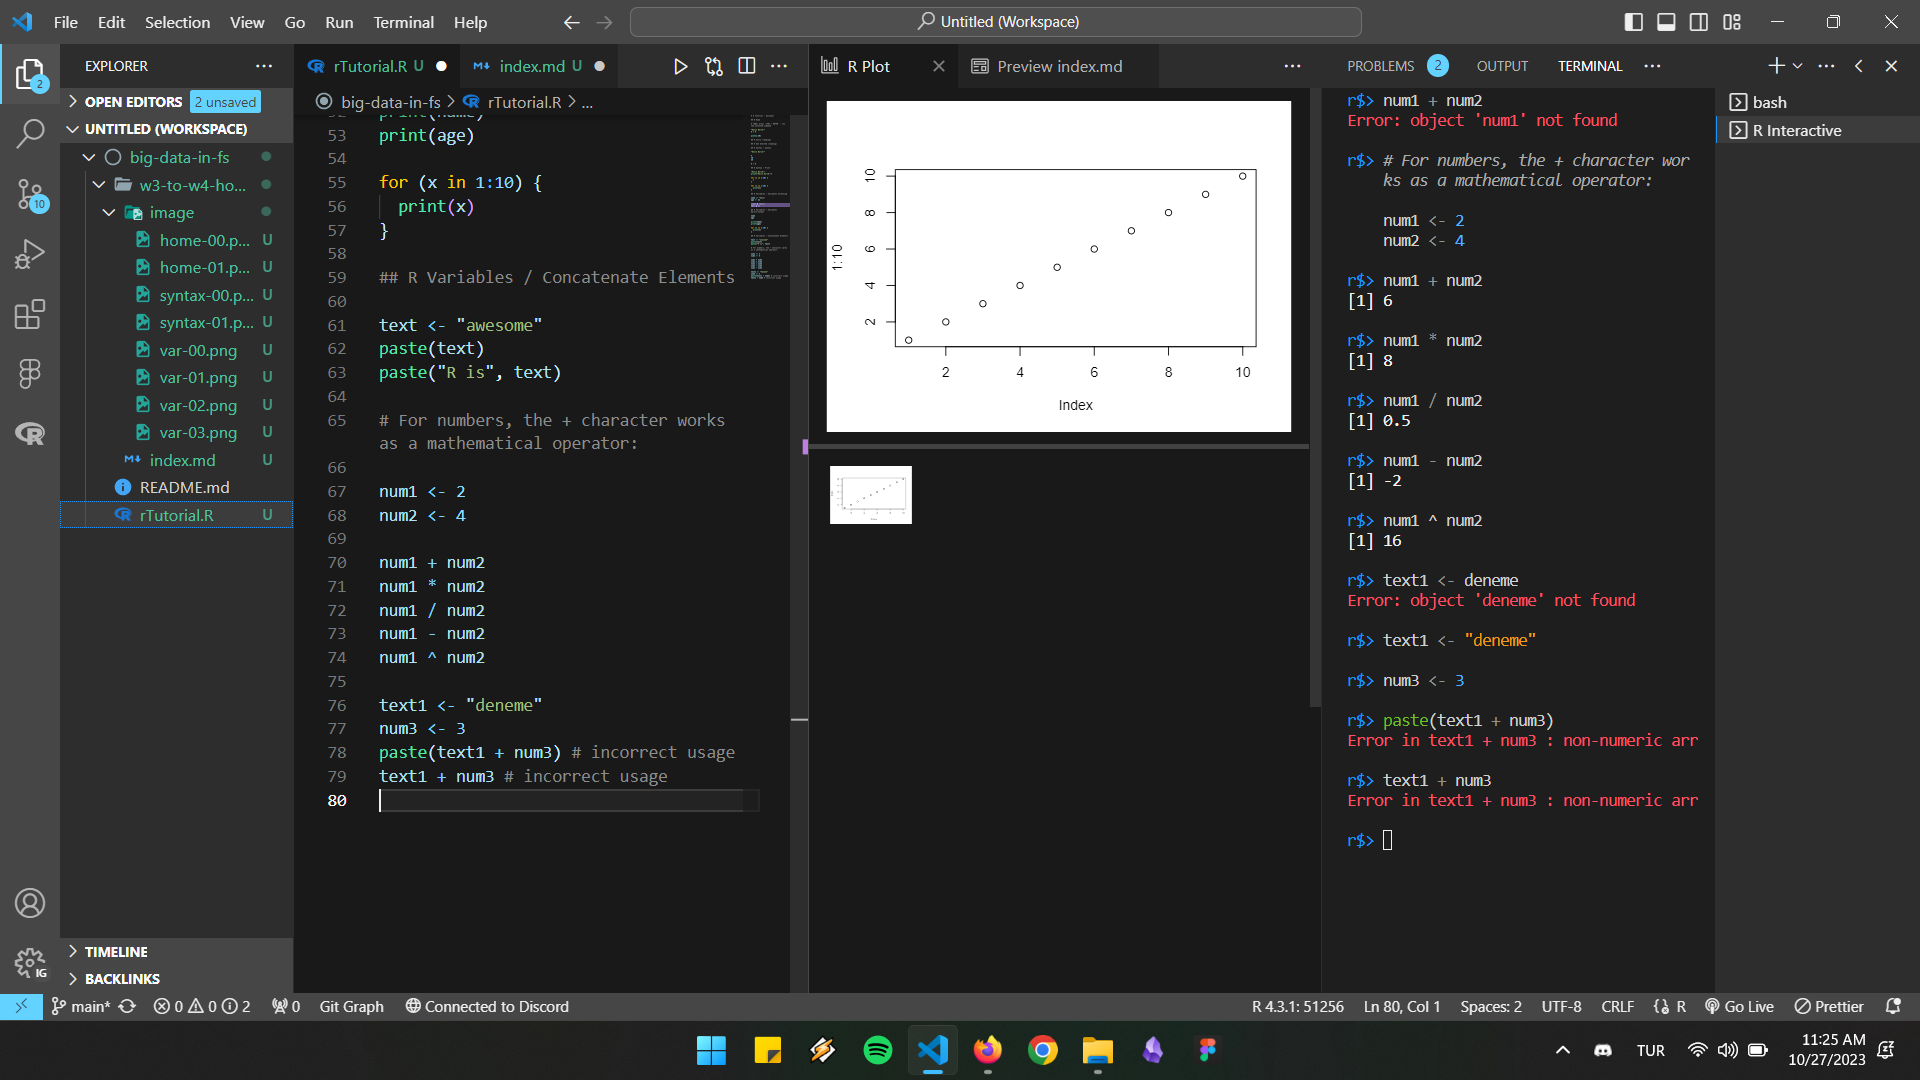 File Edit Selection View Go Run Terminal Help
Untitled (Workspace)
EXPLORER
OPEN EDITORS 2 unsaved
UNTITLED (WORKSPACE)
big-data-in-fs
w3-to-w4-ho...
image
home-00.p... U
home-01.p... U
syntax-00.p... U
syntax-01.p... U
var-00.png U
var-01.png U
var-02.png U
var-03.png U
index.md U
README.md
rTutorial.R U
TIMELINE
BACKLINKS
2
10
IG
rTutorial.R U
index.md U
big-data-in-fs > rTutorial.R > ...
52 print(name)
53 print(age)
54
55 for (x in 1:10) {
56 print(x)
57 }
58
59 ## R Variables / Concatenate Elements
60
61 text <- "awesome"
62 paste(text)
63 paste("R is", text)
64
65 # For numbers, the + character works
as a mathematical operator:
66
67 num1 <- 2
68 num2 <- 4
69
70 num1 + num2
71 num1 * num2
72 num1 / num2
73 num1 - num2
74 num1 ^ num2
75
76 text1 <- "deneme"
77 num3 <- 3
78 paste(text1 + num3) # incorrect usage
79 text1 + num3 # incorrect usage
80
R Plot
Preview index.md
1:10
10
8
6
4
2
2 4 6 8 10
Index
PROBLEMS 2 OUTPUT TERMINAL
r$> num1 + num2
Error: object 'num1' not found
r$> # For numbers, the + character wor
ks as a mathematical operator:
num1 <- 2
num2 <- 4
r$> num1 + num2
[1] 6
r$> num1 * num2
[1] 8
r$> num1 / num2
[1] 0.5
r$> num1 - num2
[1] -2
r$> num1 ^ num2
[1] 16
r$> text1 <- deneme
Error: object 'deneme' not found
r$> text1 <- "deneme"
r$> num3 <- 3
r$> paste(text1 + num3)
Error in text1 + num3 : non-numeric arr
r$> text1 + num3
Error in text1 + num3 : non-numeric arr
r$>
bash
R Interactive
main* 0 0 2 0 Git Graph Connected to Discord
R 4.3.1: 51256 Ln 80, Col 1 Spaces: 2 UTF-8 CRLF R Go Live Prettier
TUR
11:25 AM
10/27/2023